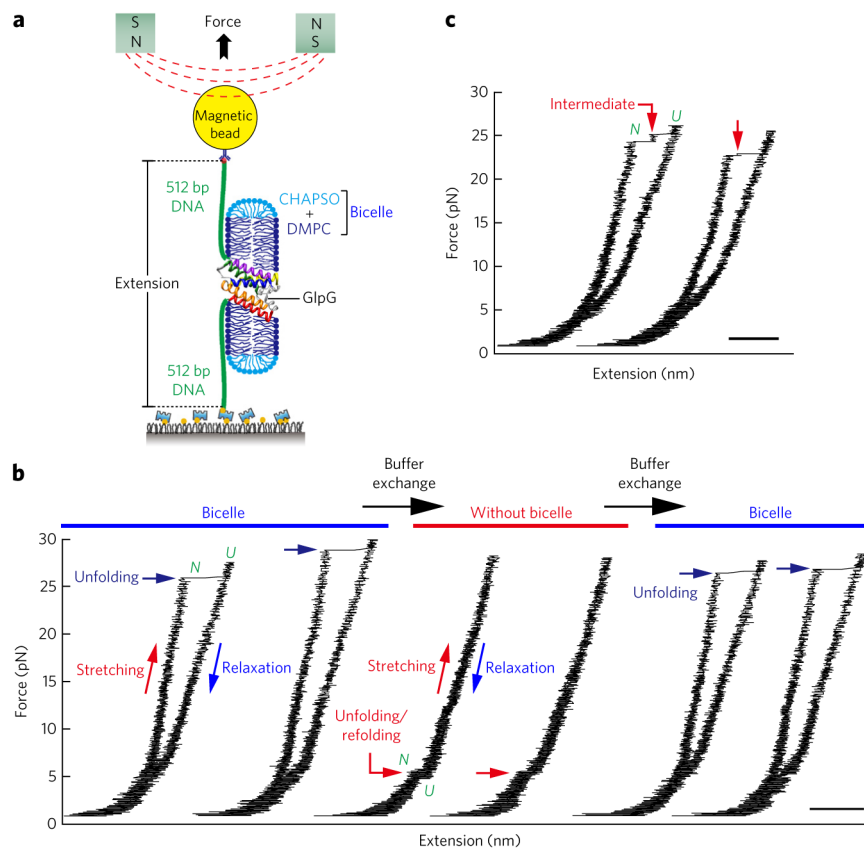 a
S
N
Force
N
S
Magnetic
bead
512 bp
DNA
CHAPSO
+
DMPC
Bicelle
Extension
GlpG
512 bp
DNA
c
30
25
20
15
10
5
0
Force (pN)
Intermediate
N
U
Extension (nm)
b
Buffer
exchange
Buffer
exchange
Bicelle
Without bicelle
Bicelle
30
25
20
15
10
5
0
Force (pN)
Unfolding
N
U
Stretching
Relaxation
Stretching
Relaxation
Unfolding/
refolding
N
U
Unfolding
Extension (nm)